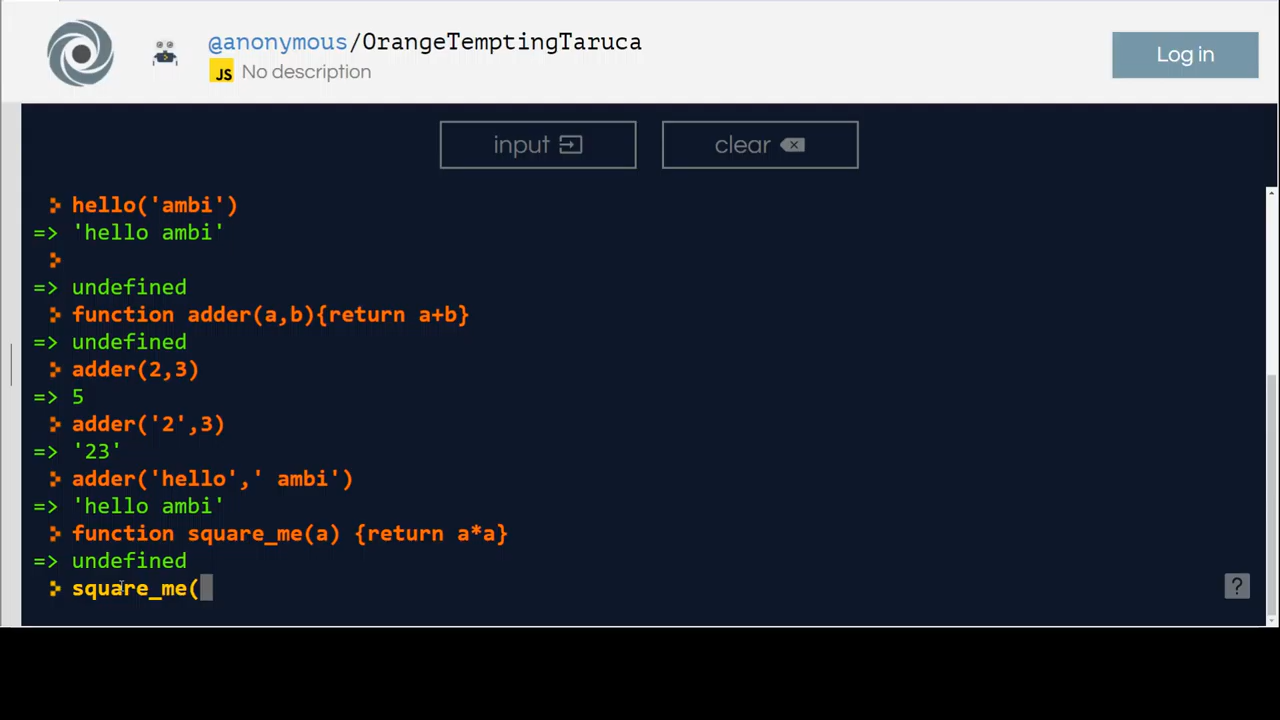 @anonymous/OrangeTemptingTaruca
JS No description
Log in
input
clear
hello('ambi')
=> 'hello ambi'
=> undefined
function adder(a,b){return a+b}
=> undefined
adder(2,3)
=> 5
adder('2',3)
=> '23'
adder('hello',' ambi')
=> 'hello ambi'
function square_me(a) {return a*a}
=> undefined
square_me(
?